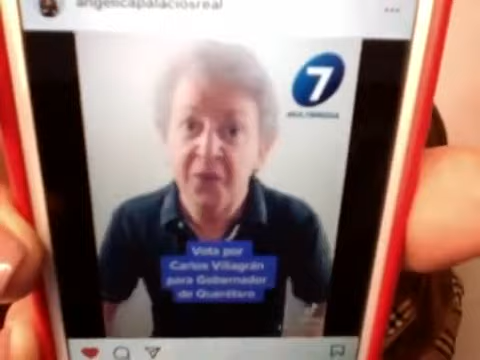 angelicapalaciosreal
7
MULTIMEDIA
Vota por
Carlos Villagrán
para Gobernador
de Querétaro